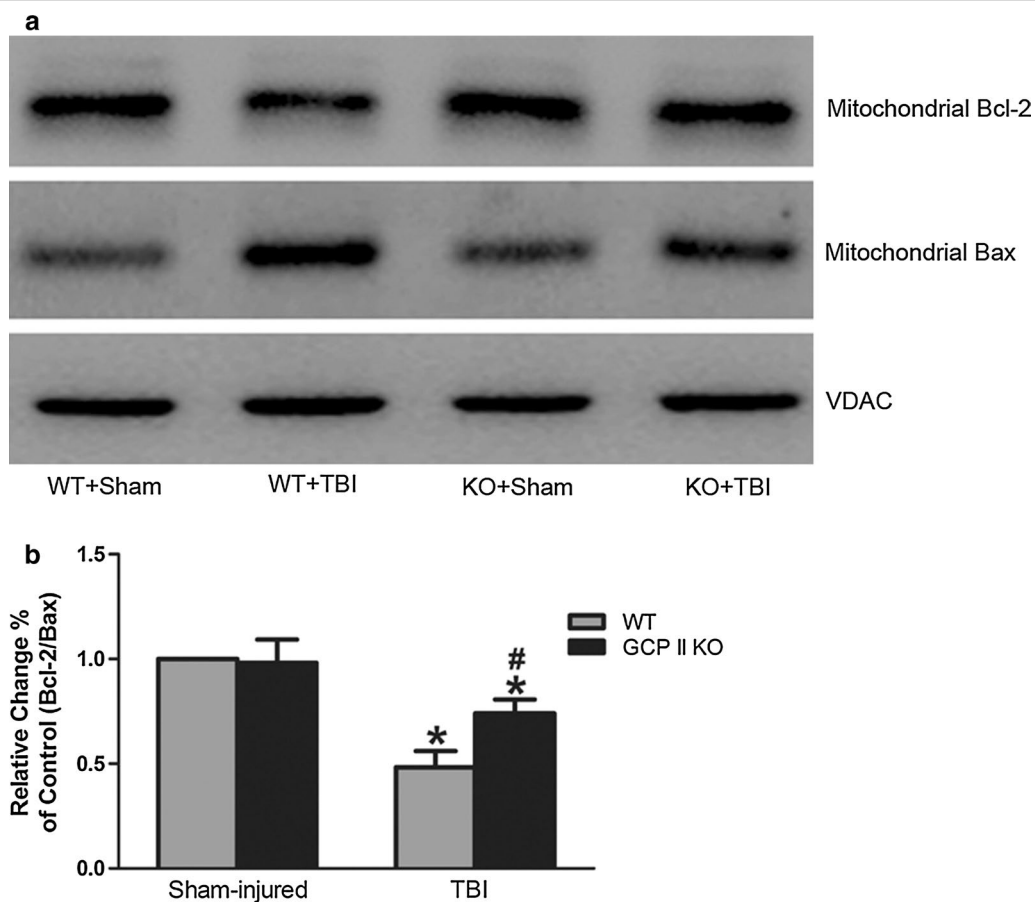 a
Mitochondrial Bcl-2
Mitochondrial Bax
VDAC
WT+Sham WT+TBI KO+Sham KO+TBI
b
Relative Change %
of Control (Bcl-2/Bax)
1.5
1.0
0.5
0.0
WT
GCP II KO
#
*
*
Sham-injured TBI